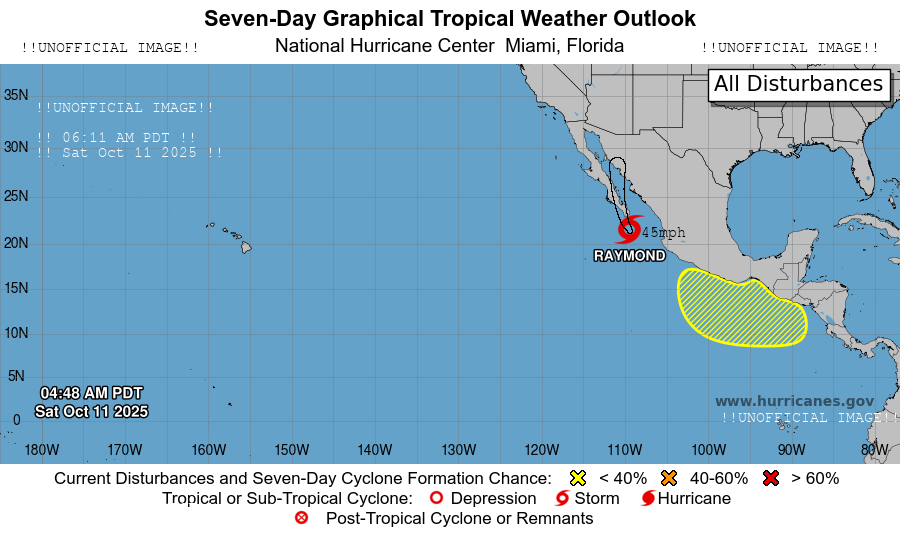 Seven-Day Graphical Tropical Weather Outlook
!!UNOFFICIAL IMAGE!! National Hurricane Center Miami, Florida !!UNOFFICIAL IMAGE!!
All Disturbances
35N
!!UNOFFICIAL IMAGE!!
!! 06:11 AM PDT !!
30N
!! Sat Oct 11 2025 !!
25N
20N
45mph
RAYMOND
15N
10N
5N
04:48 AM PDT
Sat Oct 11 2025
www.hurricanes.gov
0
!!UNOFFICIAL IMAGE!!
180W 170W 160W 150W 140W 130W 120W 110W 100W 90W 80W
Current Disturbances and Seven-Day Cyclone Formation Chance: < 40% 40-60% > 60%
Tropical or Sub-Tropical Cyclone: Depression Storm Hurricane
Post-Tropical Cyclone or Remnants